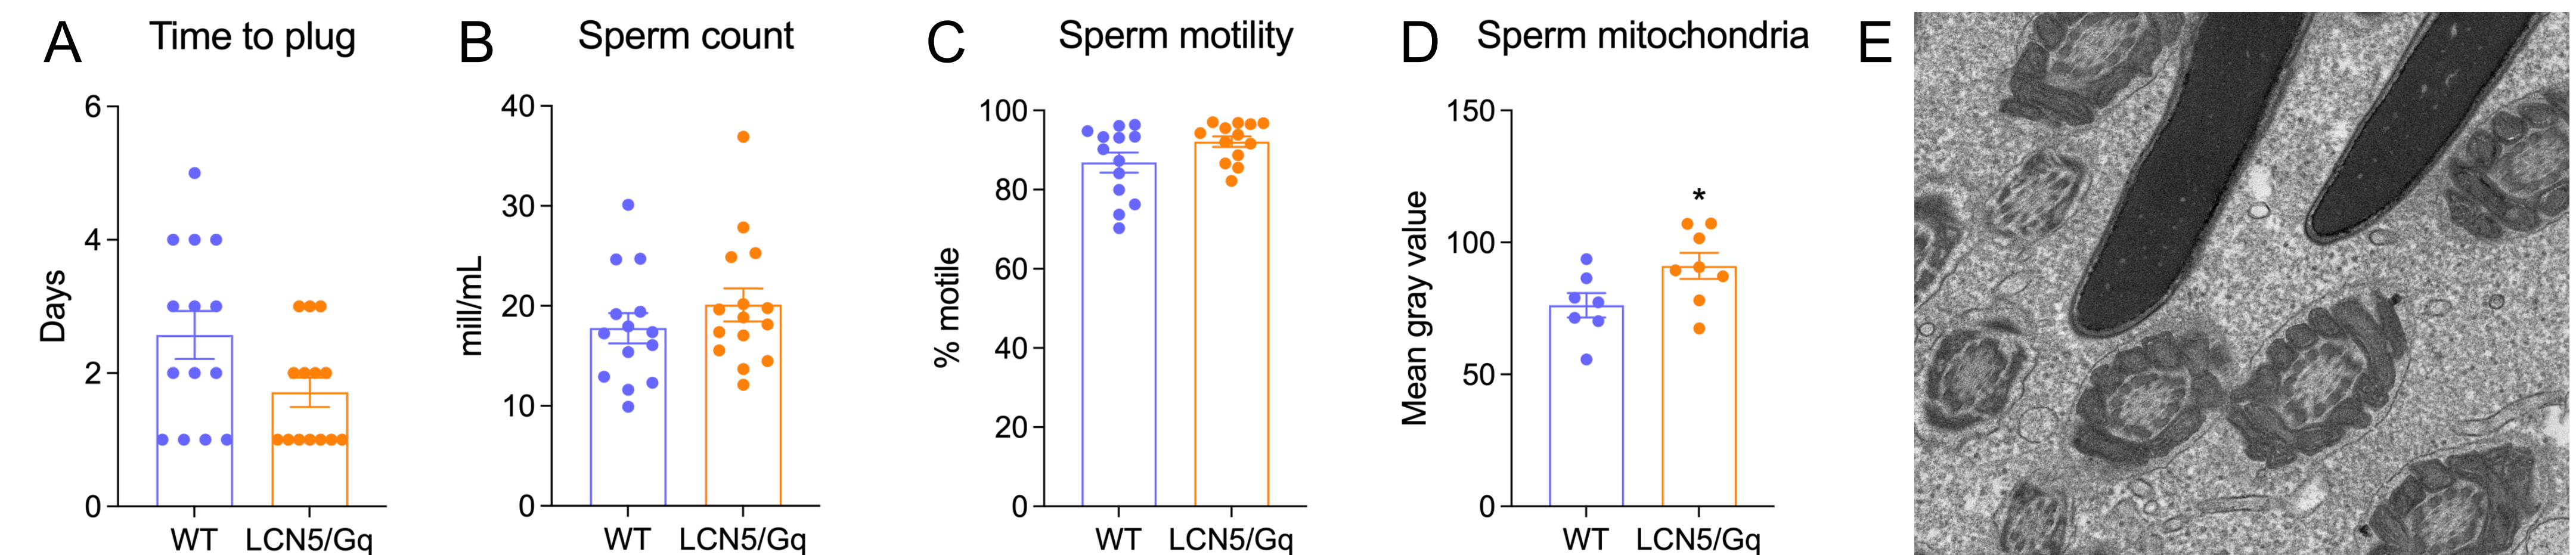 A Time to plug
Days
6
4
2
0
WT LCN5/Gq
B Sperm count
mill/mL
40
30
20
10
0
WT LCN5/Gq
C Sperm motility
% motile
100
80
60
40
20
0
WT LCN5/Gq
D Sperm mitochondria
Mean gray value
150
100
50
0
*
WT LCN5/Gq
E